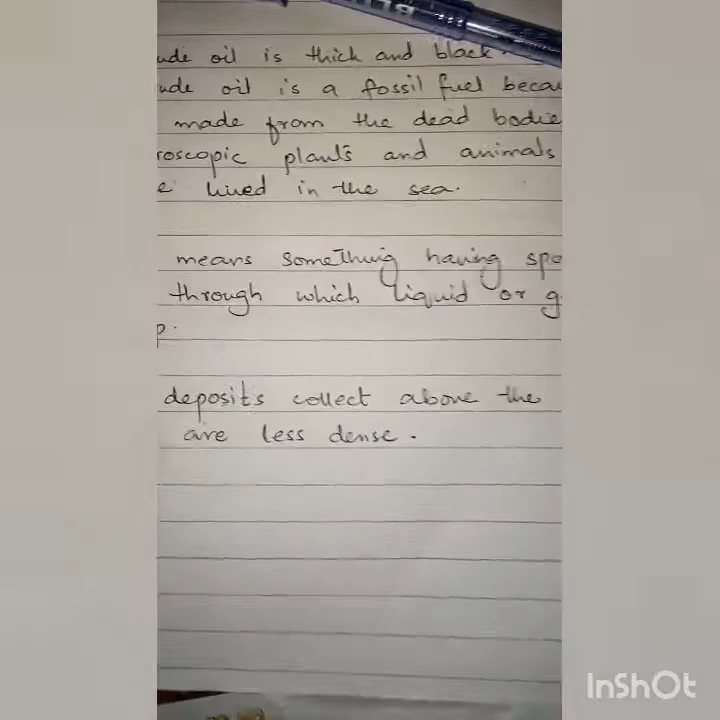 ude oil is thick and black.
ude oil is a fossil fuel becau
made from the dead bodie
roscopic plants and animals
e lived in the sea.
means something having spa
through which liquid or g
p.
deposits collect above the
are less dense.
InShOt